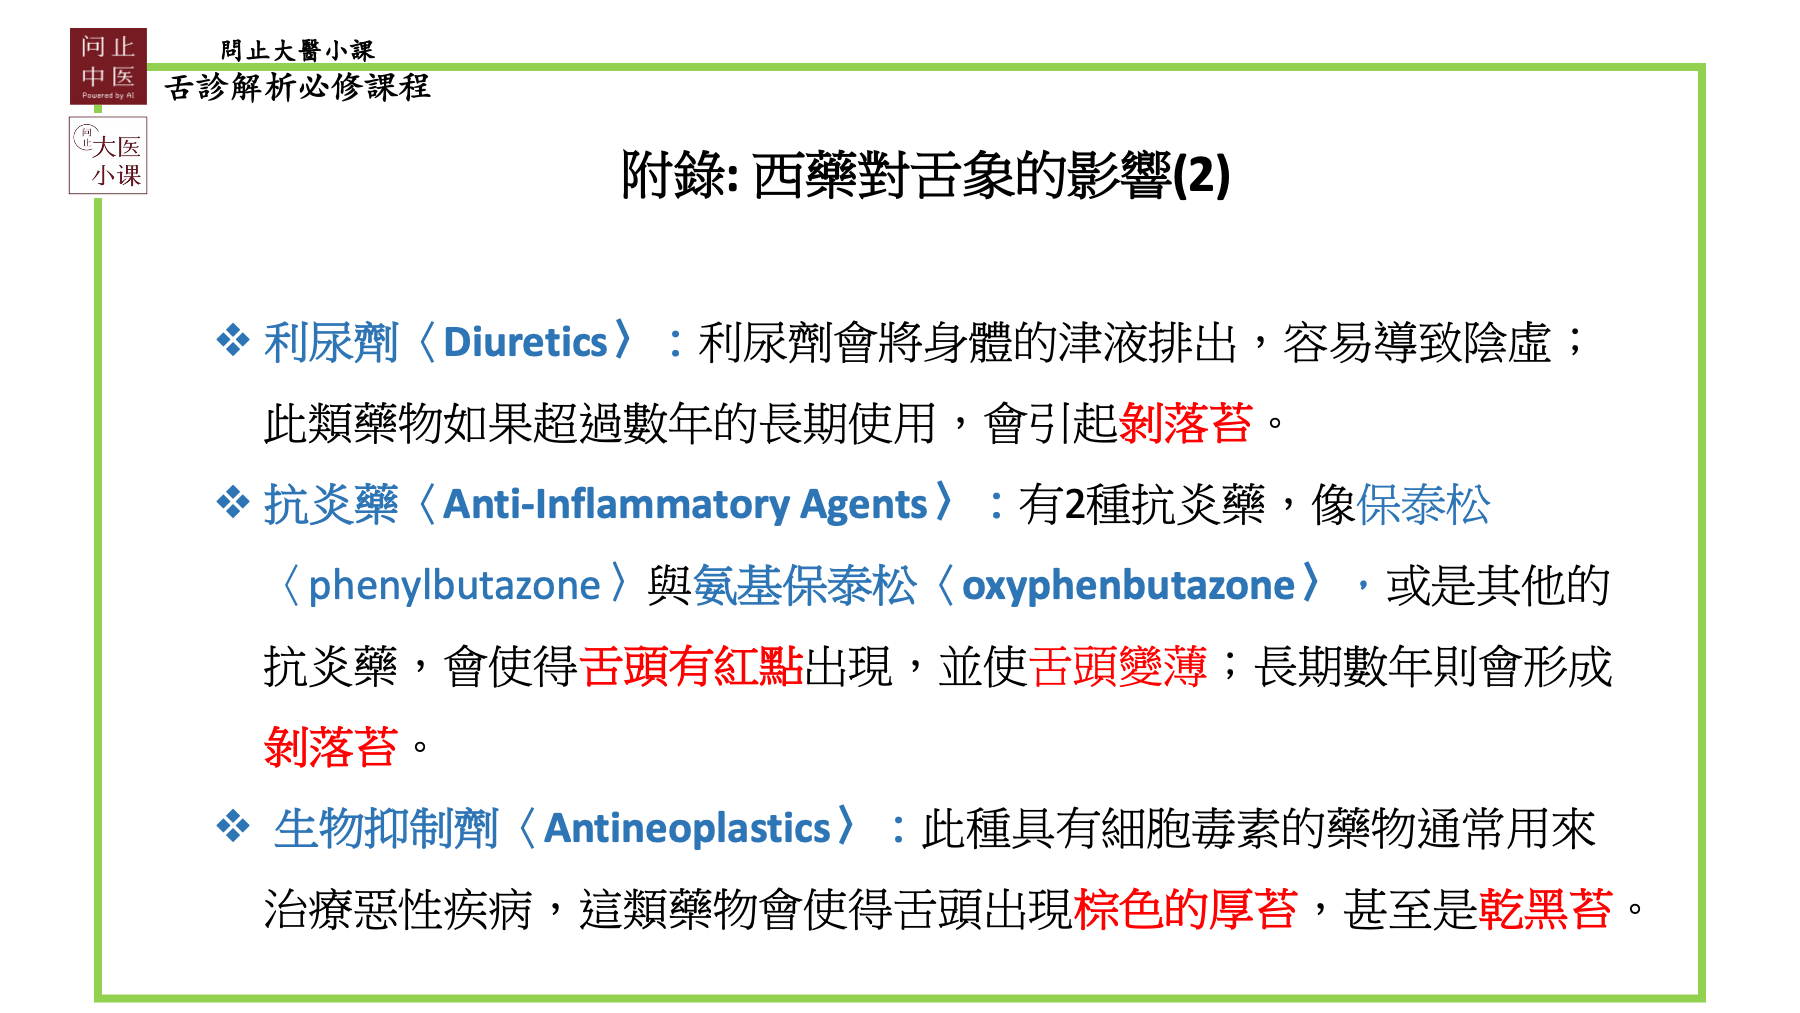 问止
中医
Powered by AI
問止大醫小課
舌診解析必修課程
问止
大医
小课
附錄: 西藥對舌象的影響(2)
❖ 利尿劑〈Diuretics〉：利尿劑會將身體的津液排出，容易導致陰虛；
此類藥物如果超過數年的長期使用，會引起剝落苔。
❖ 抗炎藥〈Anti-Inflammatory Agents〉：有2種抗炎藥，像保泰松
〈phenylbutazone〉與氨基保泰松〈oxyphenbutazone〉，或是其他的
抗炎藥，會使得舌頭有紅點出現，並使舌頭變薄；長期數年則會形成
剝落苔。
❖ 生物抑制劑〈Antineoplastics〉：此種具有細胞毒素的藥物通常用來
治療惡性疾病，這類藥物會使得舌頭出現棕色的厚苔，甚至是乾黑苔。